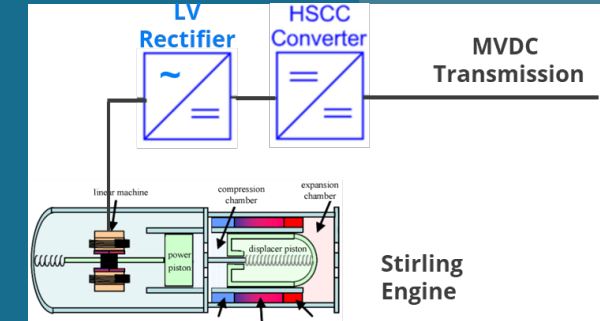 LV
Rectifier
HSCC
Converter
MVDC
Transmission
~
=
=
=
linear machine
compression
chamber
expansion
chamber
power
piston
displacer piston
Stirling
Engine